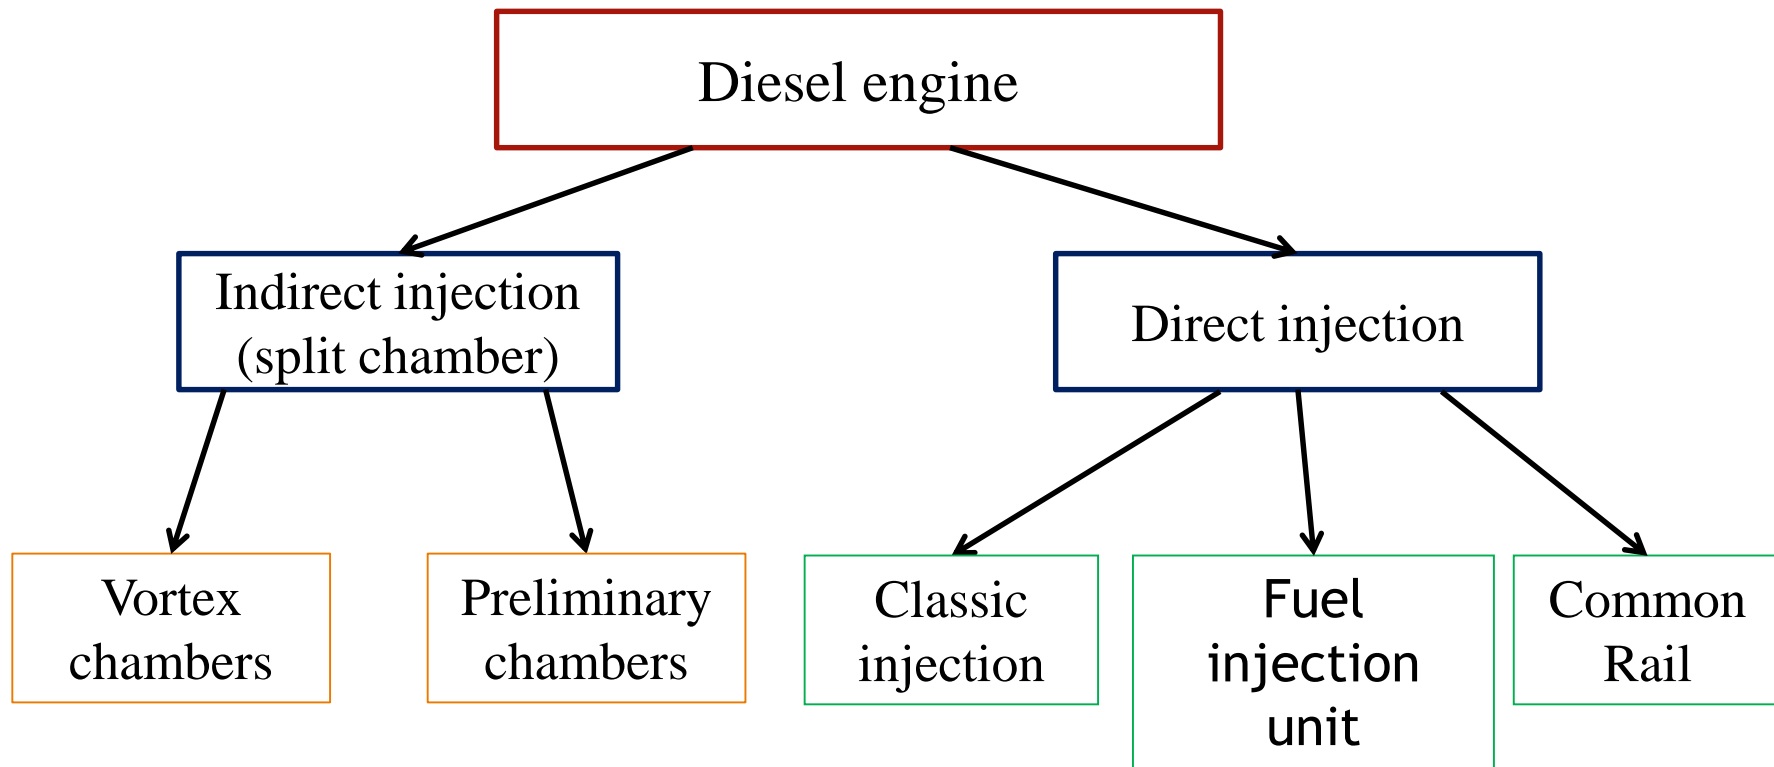 Diesel engine
Indirect injection
(split chamber)
Direct injection
Vortex
chambers
Preliminary
chambers
Classic
injection
Fuel
injection
unit
Common
Rail